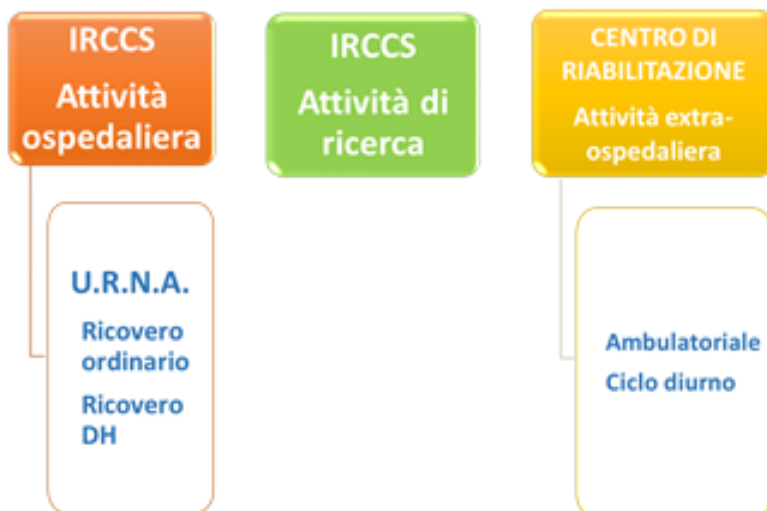 IRCCS
Attività
ospedaliera
IRCCS
Attività di
ricerca
CENTRO DI
RIABILITAZIONE
Attività extra-
ospedaliera
U.R.N.A.
Ricovero
ordinario
Ricovero
DH
Ambulatoriale
Ciclo diurno